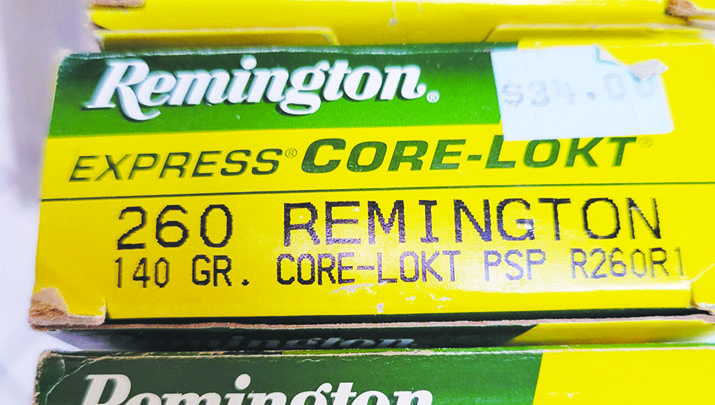 Remington®
$34.00
EXPRESS® CORE-LOKT®
260 REMINGTON
140 GR. CORE-LOKT PSP R260R1
Remington